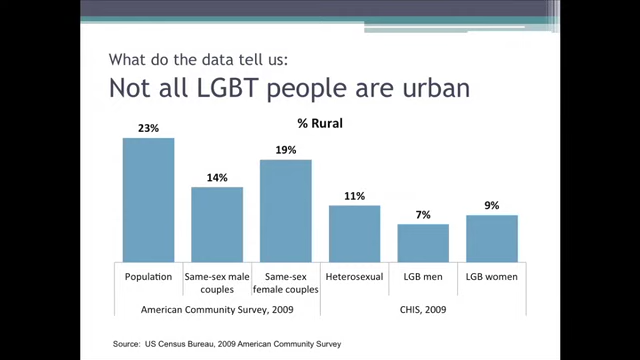 What do the data tell us:
Not all LGBT people are urban
% Rural
23%
14%
19%
11%
7%
9%
Population
Same-sex male
couples
Same-sex
female couples
Heterosexual
LGB men
LGB women
American Community Survey, 2009
CHIS, 2009
Source: US Census Bureau, 2009 American Community Survey